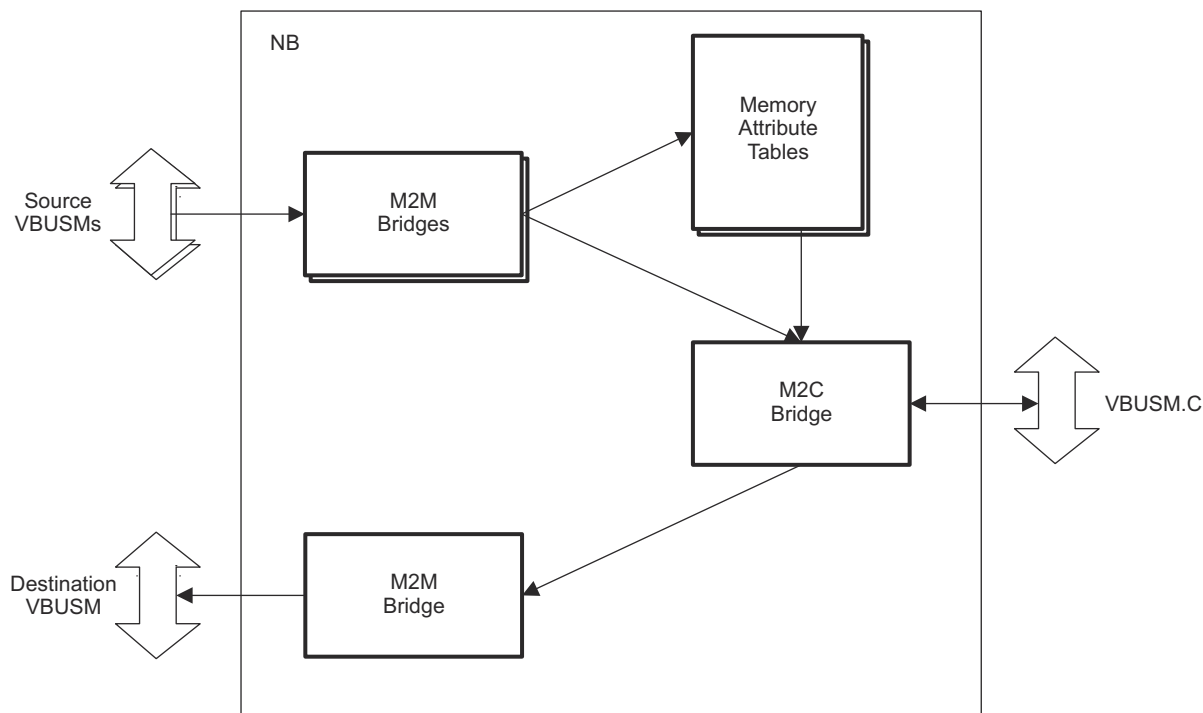 NB
Memory
Attribute
Tables
Source
VBUSMs
M2M
Bridges
M2C
Bridge
VBUSM.C
Destination
VBUSM
M2M
Bridge